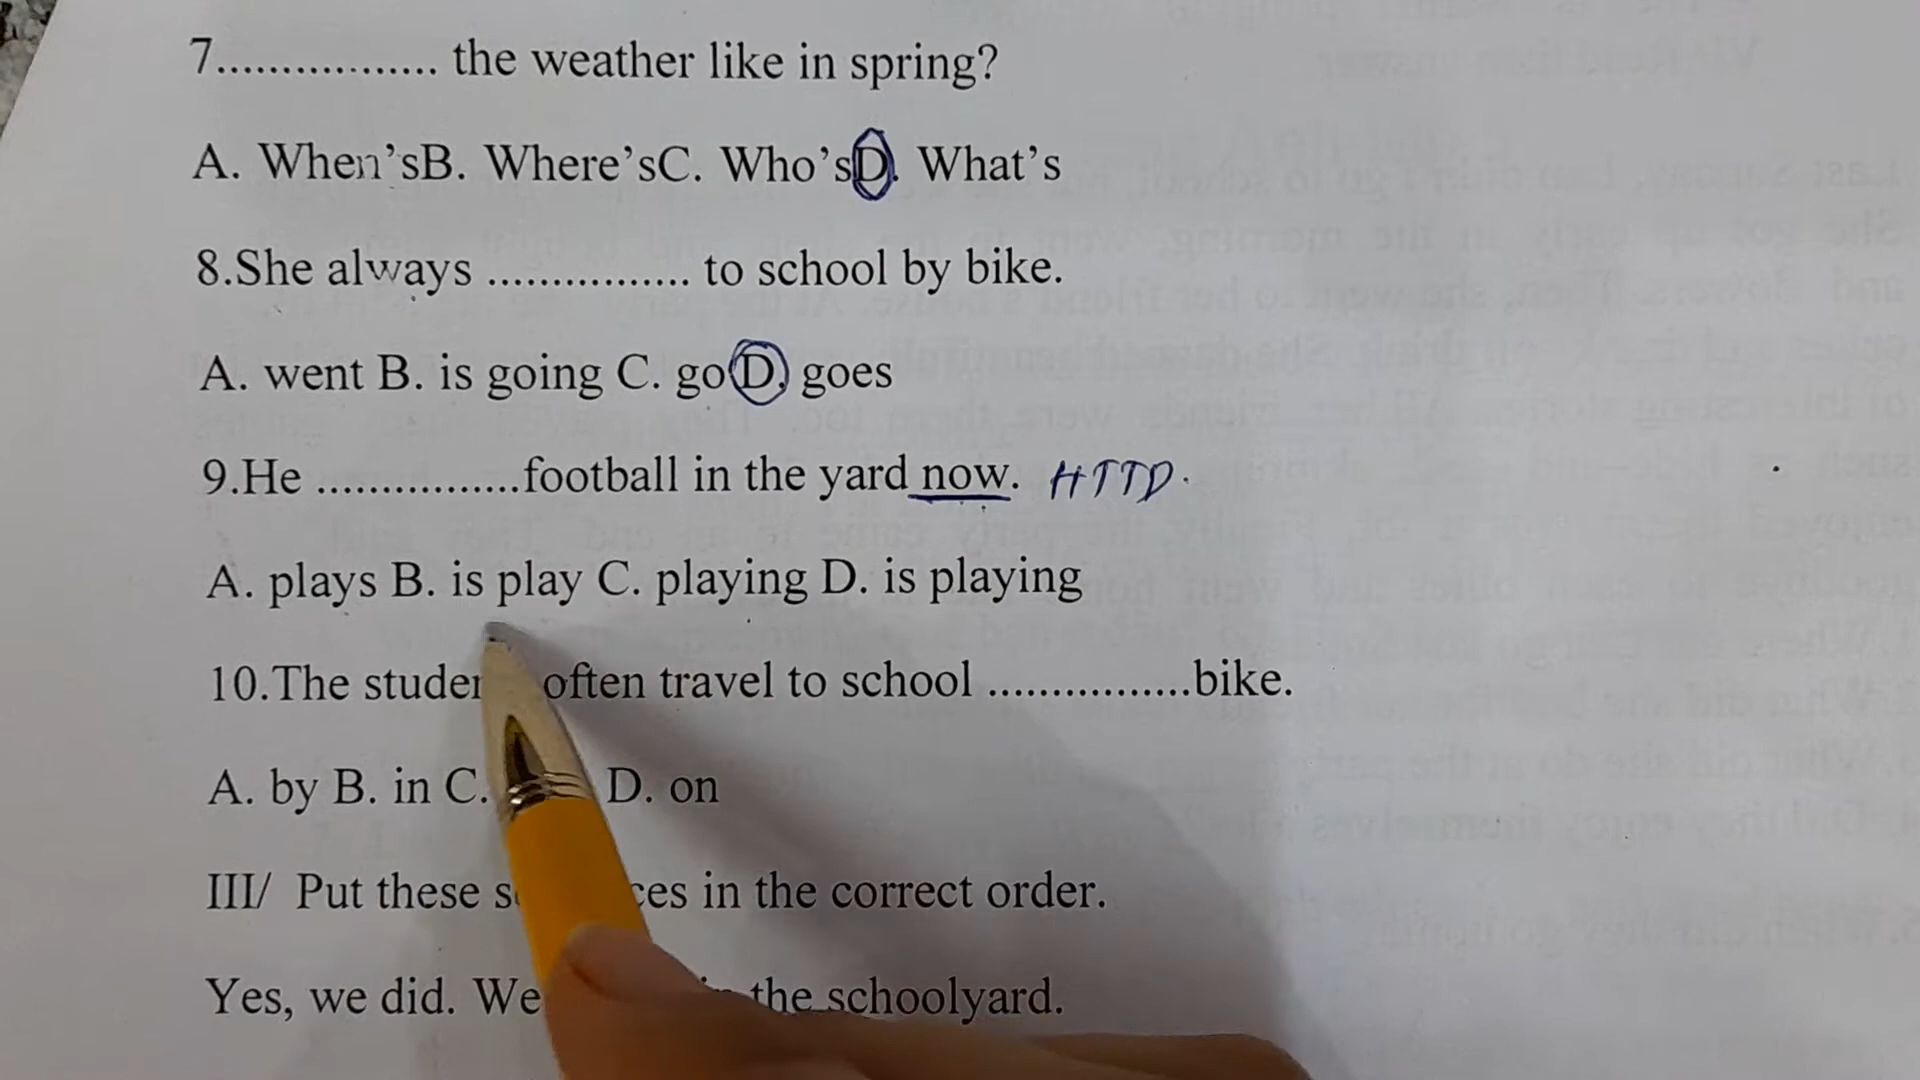 7................. the weather like in spring?
A. When'sB. Where'sC. Who'sD. What's
8.She always ................ to school by bike.
A. went B. is going C. go D. goes
9.He ................football in the yard now. HTTD.
A. plays B. is play C. playing D. is playing
10.The often travel to school ................bike.
A. by B. in C. D. on
III/ Put these in the correct order.
Yes, we did. We the schoolyard.